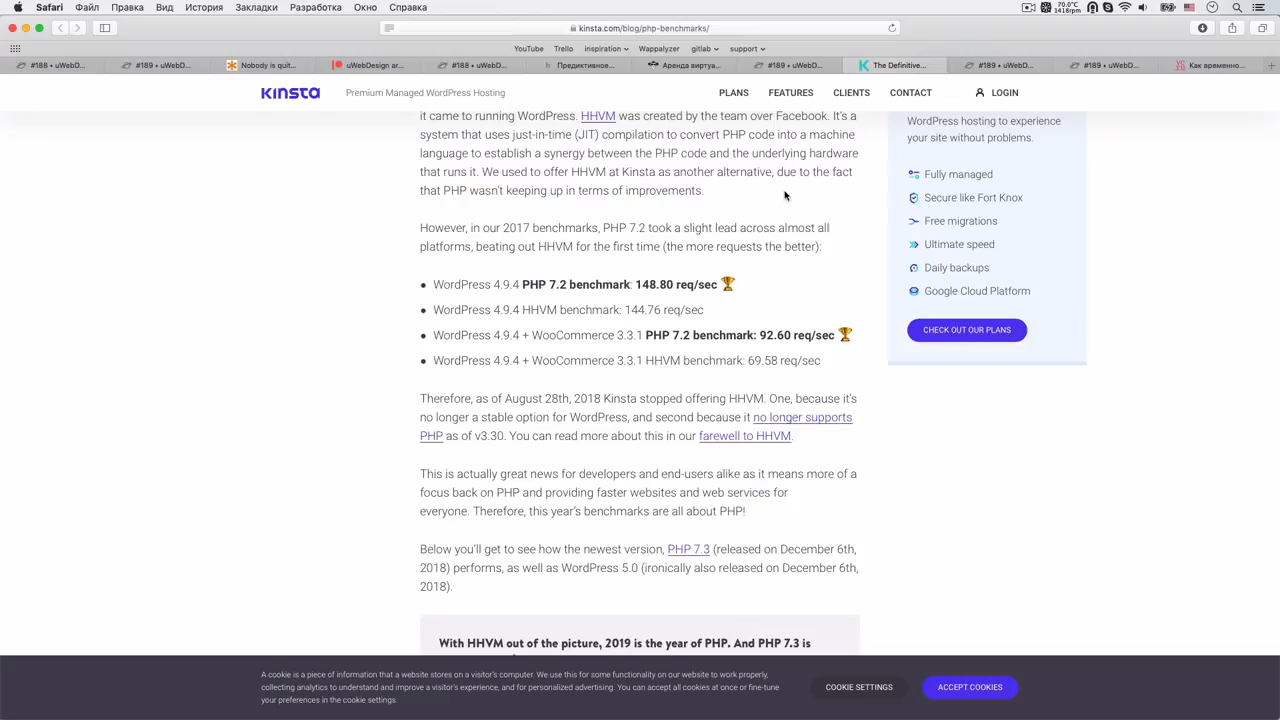 Safari Файл Правка Вид История Закладки Разработка Окно Справка
70.0°C
1418rpm
kinsta.com/blog/php-benchmarks/
YouTube Trello inspiration Wappalyzer gitlab support
#188 • uWebD... #189 • uWebD... Nobody is quit... uWebDesign ar... #188 • uWebD... Предиктивное... Аренда виртуа... #189 • uWebD... The Definitive... #189 • uWebD... #189 • uWebD... Как временно...
KINSTA Premium Managed WordPress Hosting PLANS FEATURES CLIENTS CONTACT LOGIN
it came to running WordPress. HHVM was created by the team over Facebook. It's a
system that uses just-in-time (JIT) compilation to convert PHP code into a machine
language to establish a synergy between the PHP code and the underlying hardware
that runs it. We used to offer HHVM at Kinsta as another alternative, due to the fact
that PHP wasn't keeping up in terms of improvements.
However, in our 2017 benchmarks, PHP 7.2 took a slight lead across almost all
platforms, beating out HHVM for the first time (the more requests the better):
• WordPress 4.9.4 PHP 7.2 benchmark: 148.80 req/sec 🏆
• WordPress 4.9.4 HHVM benchmark: 144.76 req/sec
• WordPress 4.9.4 + WooCommerce 3.3.1 PHP 7.2 benchmark: 92.60 req/sec 🏆
• WordPress 4.9.4 + WooCommerce 3.3.1 HHVM benchmark: 69.58 req/sec
Therefore, as of August 28th, 2018 Kinsta stopped offering HHVM. One, because it's
no longer a stable option for WordPress, and second because it no longer supports
PHP as of v3.30. You can read more about this in our farewell to HHVM.
This is actually great news for developers and end-users alike as it means more of a
focus back on PHP and providing faster websites and web services for
everyone. Therefore, this year's benchmarks are all about PHP!
Below you'll get to see how the newest version, PHP 7.3 (released on December 6th,
2018) performs, as well as WordPress 5.0 (ironically also released on December 6th,
2018).
With HHVM out of the picture, 2019 is the year of PHP. And PHP 7.3 is
WordPress hosting to experience
your site without problems.
Fully managed
Secure like Fort Knox
Free migrations
Ultimate speed
Daily backups
Google Cloud Platform
CHECK OUT OUR PLANS
A cookie is a piece of information that a website stores on a visitor's computer. We use this for some functionality on our website to work properly,
collecting analytics to understand and improve a visitor's experience, and for personalized advertising. You can accept all cookies at once or fine-tune
your preferences in the cookie settings.
COOKIE SETTINGS ACCEPT COOKIES